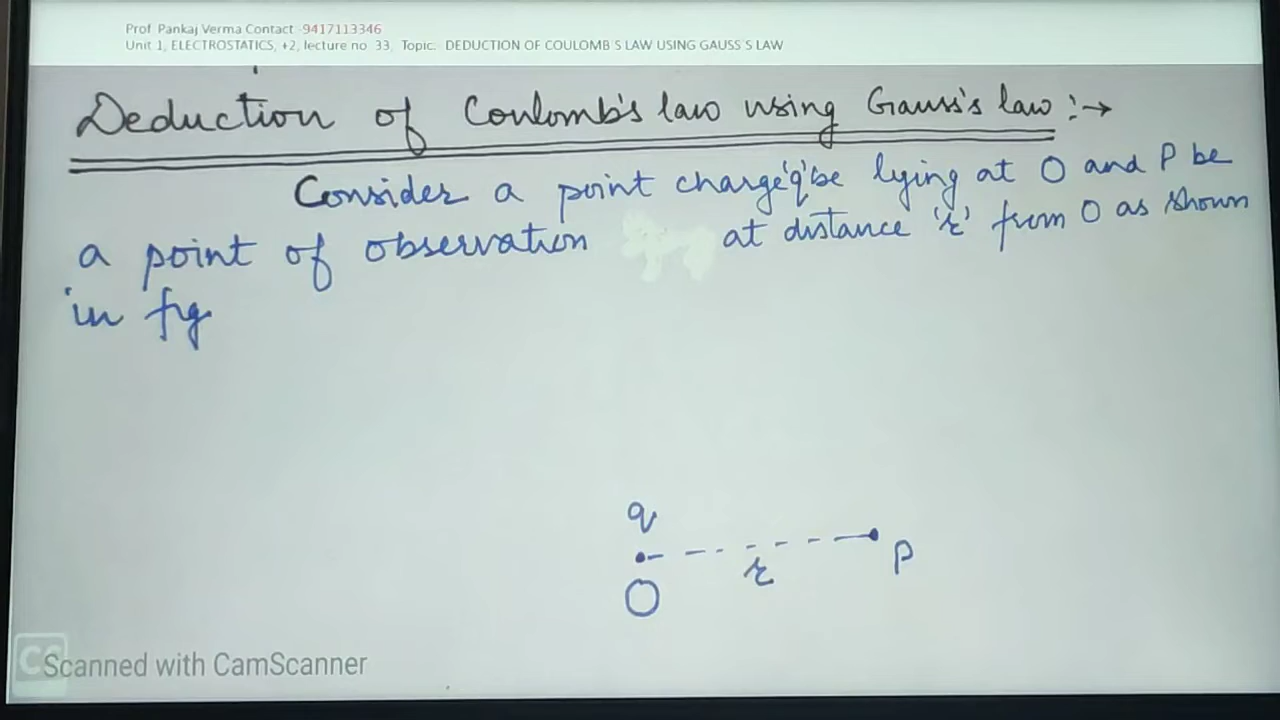 Prof Pankaj Verma Contact -9417113346
Unit 1, ELECTROSTATICS, +2, lecture no 33, Topic: DEDUCTION OF COULOMB S LAW USING GAUSS S LAW
Deduction of Coulomb's law using Gauss's law :→
Consider a point charge 'q' be lying at O and P be
a point of observation at distance 'r' from O as shown
in fig
q
O
r
P
CS Scanned with CamScanner